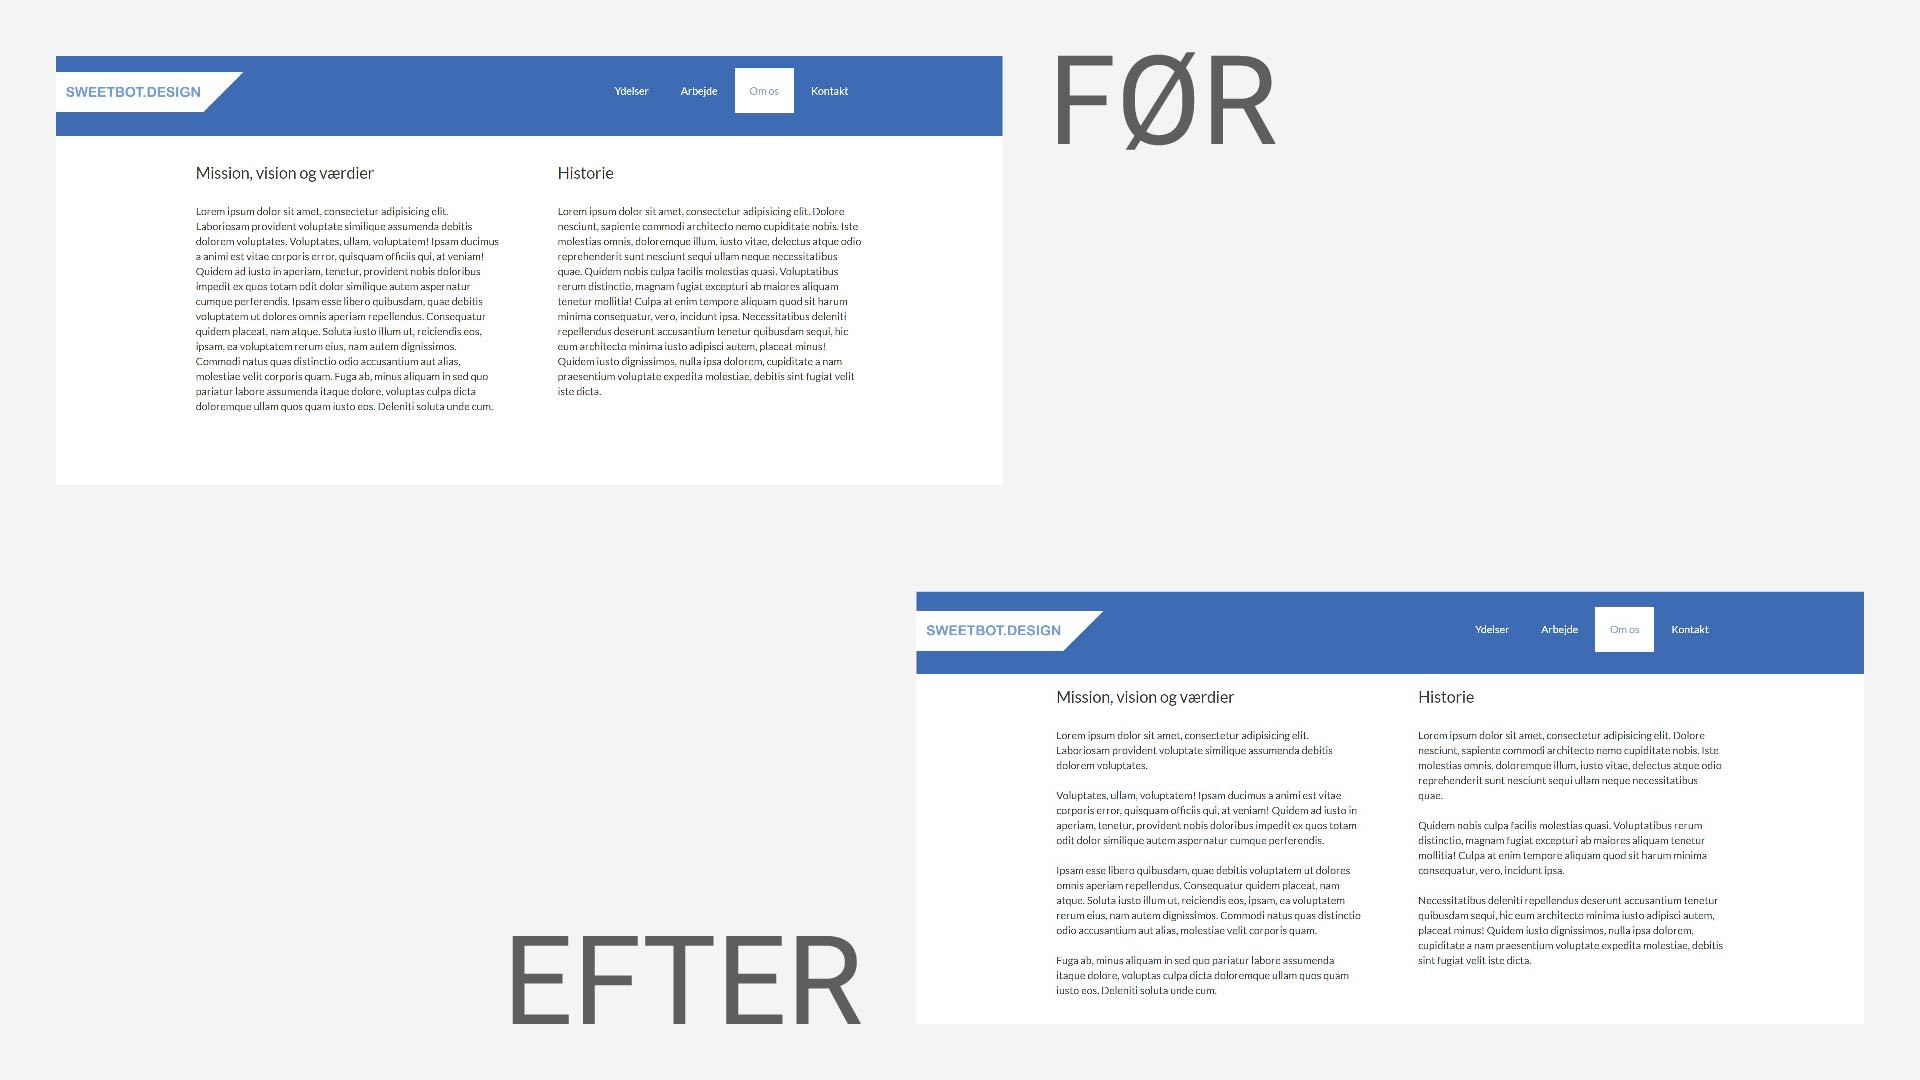 SWEETBOT.DESIGN
Ydelser
Arbejde
Om os
Kontakt
FØR
Mission, vision og værdier
Lorem ipsum dolor sit amet, consectetur adipisicing elit.
Laboriosam provident voluptate similique assumenda debitis
dolorem voluptates. Voluptates, ullam, voluptatem! Ipsam ducimus
a animi est vitae corporis error, quisquam officiis qui, at veniam!
Quidem ad iusto in aperiam, tenetur, provident nobis doloribus
impedit ex quos totam odit dolor similique autem aspernatur
cumque perferendis. Ipsam esse libero quibusdam, quae debitis
voluptatem ut dolores omnis aperiam repellendus. Consequatur
quidem placeat, nam atque. Soluta iusto illum ut, reiciendis eos,
ipsam, ea voluptatem rerum eius, nam autem dignissimos.
Commodi natus quas distinctio odio accusantium aut alias,
molestiae velit corporis quam. Fuga ab, minus aliquam in sed quo
pariatur labore assumenda itaque dolore, voluptas culpa dicta
doloremque ullam quos quam iusto eos. Deleniti soluta unde cum.
Historie
Lorem ipsum dolor sit amet, consectetur adipisicing elit. Dolore
nesciunt, sapiente commodi architecto nemo cupiditate nobis. Iste
molestias omnis, doloremque illum, iusto vitae, delectus atque odio
reprehenderit sunt nesciunt sequi ullam neque necessitatibus
quae. Quidem nobis culpa facilis molestias quasi. Voluptatibus
rerum distinctio, magnam fugiat excepturi ab maiores aliquam
tenetur mollitia! Culpa at enim tempore aliquam quod sit harum
minima consequatur, vero, incidunt ipsa. Necessitatibus deleniti
repellendus deserunt accusantium tenetur quibusdam sequi, hic
eum architecto minima iusto adipisci autem, placeat minus!
Quidem iusto dignissimos, nulla ipsa dolorem, cupiditate a nam
praesentium voluptate expedita molestiae, debitis sint fugiat velit
iste dicta.
EFTER
SWEETBOT.DESIGN
Ydelser
Arbejde
Om os
Kontakt
Mission, vision og værdier
Lorem ipsum dolor sit amet, consectetur adipisicing elit.
Laboriosam provident voluptate similique assumenda debitis
dolorem voluptates.
Voluptates, ullam, voluptatem! Ipsam ducimus a animi est vitae
corporis error, quisquam officiis qui, at veniam! Quidem ad iusto in
aperiam, tenetur, provident nobis doloribus impedit ex quos totam
odit dolor similique autem aspernatur cumque perferendis.
Ipsam esse libero quibusdam, quae debitis voluptatem ut dolores
omnis aperiam repellendus. Consequatur quidem placeat, nam
atque. Soluta iusto illum ut, reiciendis eos, ipsam, ea voluptatem
rerum eius, nam autem dignissimos. Commodi natus quas distinctio
odio accusantium aut alias, molestiae velit corporis quam.
Fuga ab, minus aliquam in sed quo pariatur labore assumenda
itaque dolore, voluptas culpa dicta doloremque ullam quos quam
iusto eos. Deleniti soluta unde cum.
Historie
Lorem ipsum dolor sit amet, consectetur adipisicing elit. Dolore
nesciunt, sapiente commodi architecto nemo cupiditate nobis. Iste
molestias omnis, doloremque illum, iusto vitae, delectus atque odio
reprehenderit sunt nesciunt sequi ullam neque necessitatibus
quae.
Quidem nobis culpa facilis molestias quasi. Voluptatibus rerum
distinctio, magnam fugiat excepturi ab maiores aliquam tenetur
mollitia! Culpa at enim tempore aliquam quod sit harum minima
consequatur, vero, incidunt ipsa.
Necessitatibus deleniti repellendus deserunt accusantium tenetur
quibusdam sequi, hic eum architecto minima iusto adipisci autem,
placeat minus! Quidem iusto dignissimos, nulla ipsa dolorem,
cupiditate a nam praesentium voluptate expedita molestiae, debitis
sint fugiat velit iste dicta.